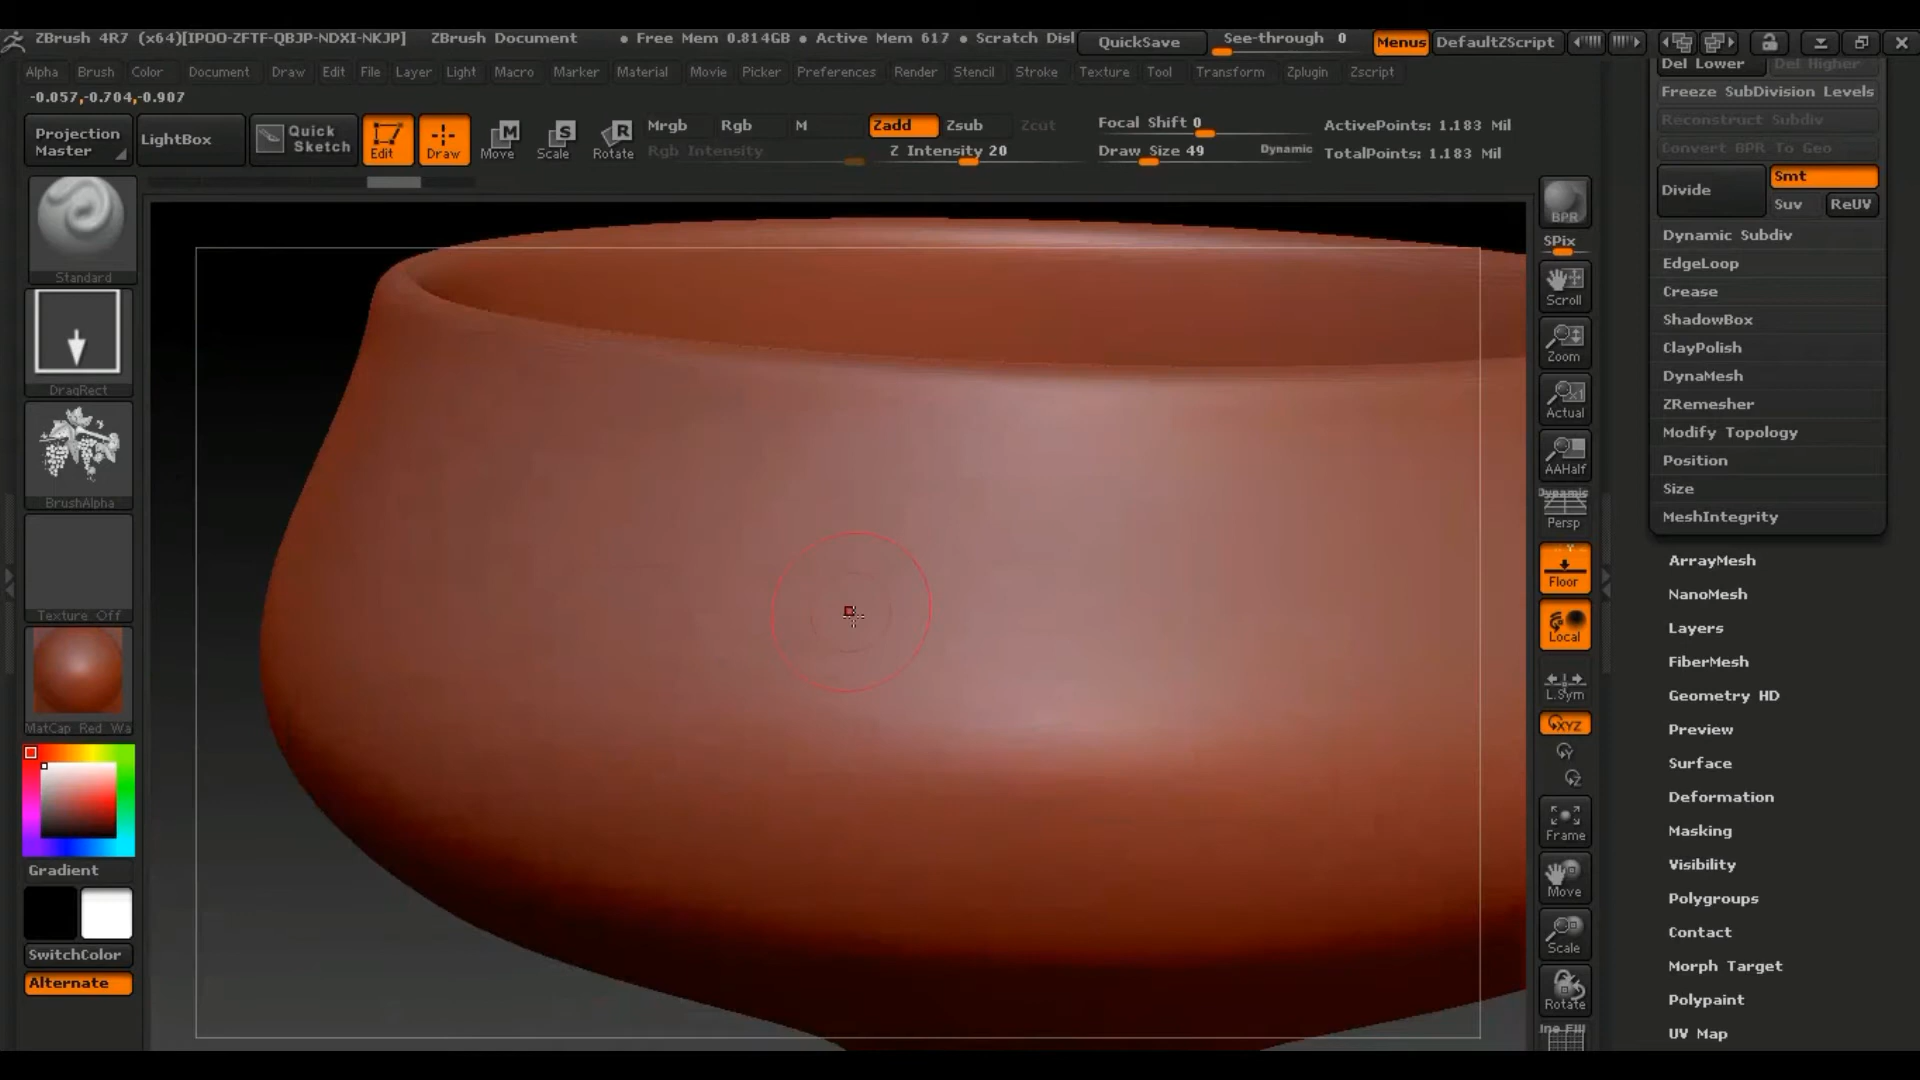 ZBrush 4R7 (x64)[IPOO-ZFTF-QBJP-NDXI-NKJP] ZBrush Document • Free Mem 0.814GB • Active Mem 617 • Scratch Disl QuickSave See-through 0 Menus DefaultZScript
Alpha Brush Color Document Draw Edit File Layer Light Macro Marker Material Movie Picker Preferences Render Stencil Stroke Texture Tool Transform Zplugin Zscript
-0.057,-0.704,-0.907
Projection Master
LightBox
Quick Sketch
Edit
Draw
Move
Scale
Rotate
Mrgb Rgb M
Rgb Intensity
Zadd Zsub Zcut
Z Intensity 20
Focal Shift 0
Draw Size 49 Dynamic
ActivePoints: 1.183 Mil
TotalPoints: 1.183 Mil
Standard
DragRect
BrushAlpha
Texture Off
MatCap Red Wa
Gradient
SwitchColor
Alternate
BPR
SPix
Scroll
Zoom
Actual
AAHalf
Dynamic
Persp
Floor
Local
L.Sym
XYZ
Frame
Move
Scale
Rotate
Ine Fill
Del Lower Del Higher
Freeze SubDivision Levels
Reconstruct Subdiv
Convert BPR To Geo
Divide
Smt
Suv ReUV
Dynamic Subdiv
EdgeLoop
Crease
ShadowBox
ClayPolish
DynaMesh
ZRemesher
Modify Topology
Position
Size
MeshIntegrity
ArrayMesh
NanoMesh
Layers
FiberMesh
Geometry HD
Preview
Surface
Deformation
Masking
Visibility
Polygroups
Contact
Morph Target
Polypaint
UV Map